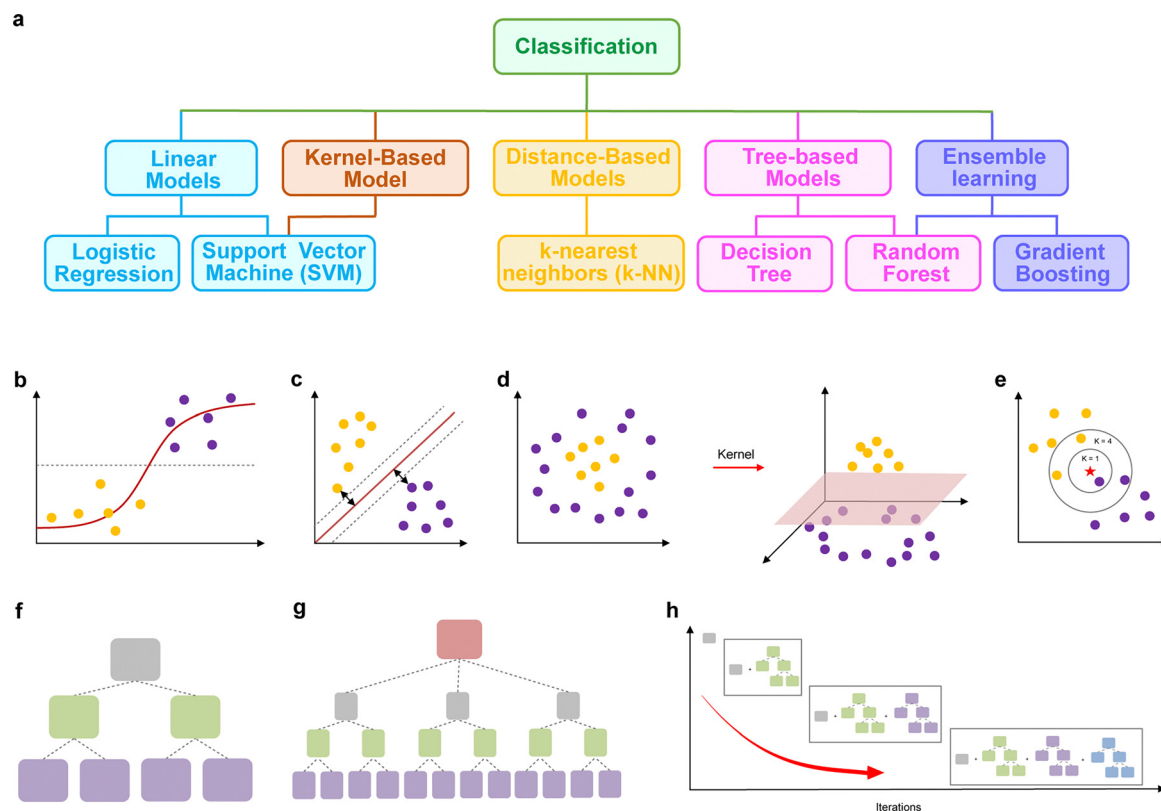 a
Classification
Linear
Models
Kernel-Based
Model
Distance-Based
Models
Tree-based
Models
Ensemble
learning
Logistic
Regression
Support Vector
Machine (SVM)
k-nearest
neighbors (k-NN)
Decision
Tree
Random
Forest
Gradient
Boosting
b
c
d
Kernel
e
K = 4
K = 1
f
g
h
Iterations